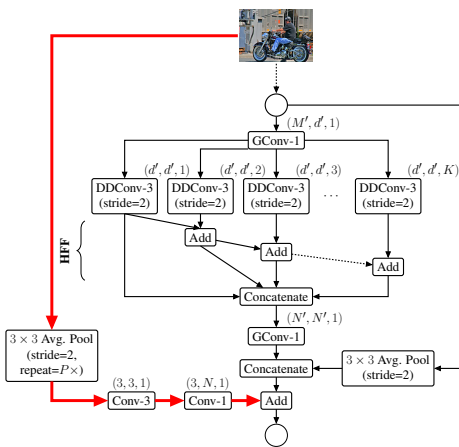 (M′, d′, 1)
GConv-1
(d′, d′, 1)
(d′, d′, 2)
(d′, d′, 3)
(d′, d′, K)
DDConv-3
(stride=2)
DDConv-3
(stride=2)
DDConv-3
(stride=2)
...
DDConv-3
(stride=2)
HFF
Add
Add
Add
Concatenate
(N′, N′, 1)
GConv-1
3 × 3 Avg. Pool
(stride=2,
repeat=P×)
Concatenate
3 × 3 Avg. Pool
(stride=2)
(3, 3, 1)
(3, N, 1)
Conv-3
Conv-1
Add